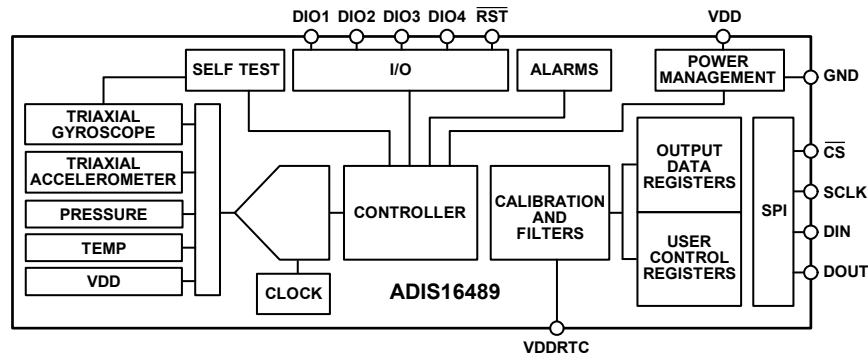 DIO1 DIO2 DIO3 DIO4 RST VDD
SELF TEST
I/O
ALARMS
POWER
MANAGEMENT
GND
TRIAXIAL
GYROSCOPE
TRIAXIAL
ACCELEROMETER
PRESSURE
TEMP
VDD
CLOCK
CONTROLLER
CALIBRATION
AND
FILTERS
OUTPUT
DATA
REGISTERS
USER
CONTROL
REGISTERS
SPI
CS
SCLK
DIN
DOUT
ADIS16489
VDDRTC